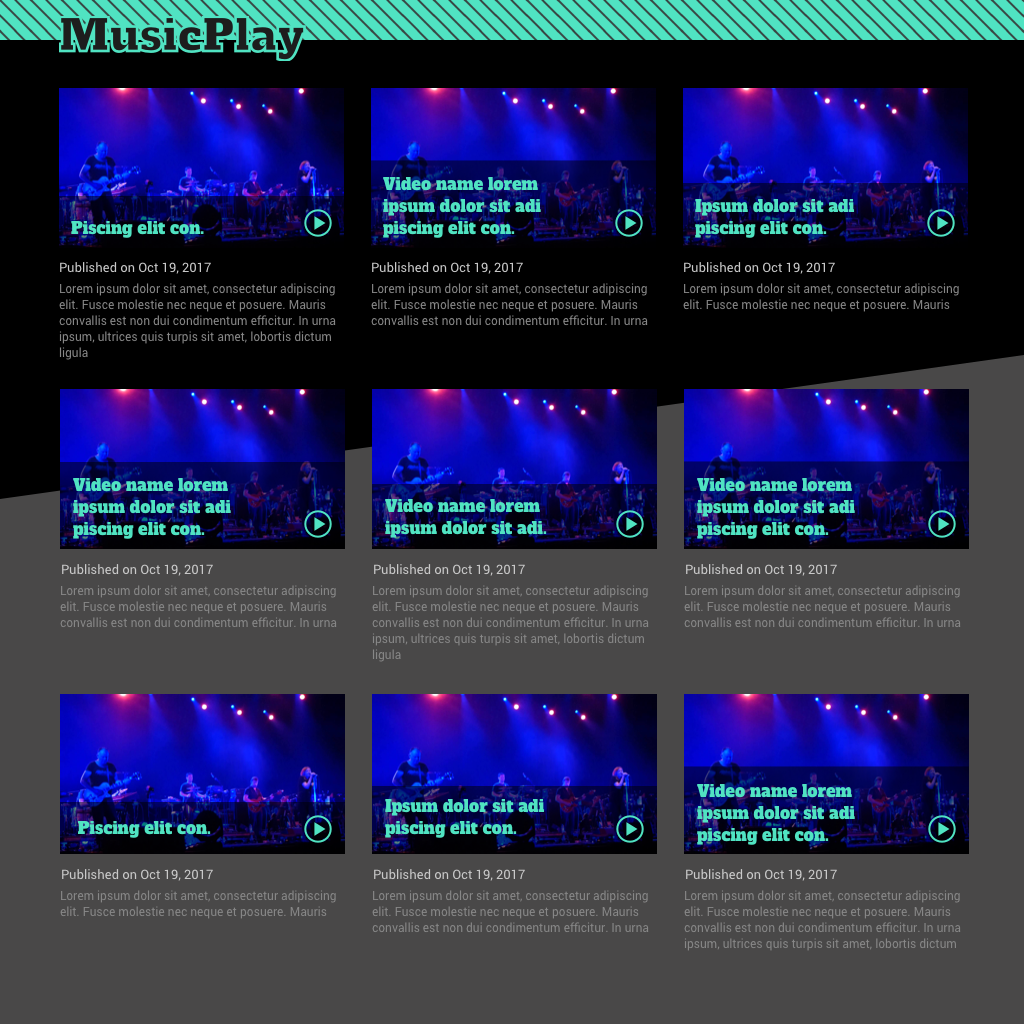 MusicPlay
Piscing elit con.
Published on Oct 19, 2017
Lorem ipsum dolor sit amet, consectetur adipiscing
elit. Fusce molestie nec neque et posuere. Mauris
convallis est non dui condimentum efficitur. In urna
ipsum, ultrices quis turpis sit amet, lobortis dictum
ligula
Video name lorem
ipsum dolor sit adi
piscing elit con.
Published on Oct 19, 2017
Lorem ipsum dolor sit amet, consectetur adipiscing
elit. Fusce molestie nec neque et posuere. Mauris
convallis est non dui condimentum efficitur. In urna
Ipsum dolor sit adi
piscing elit con.
Published on Oct 19, 2017
Lorem ipsum dolor sit amet, consectetur adipiscing
elit. Fusce molestie nec neque et posuere. Mauris
Video name lorem
ipsum dolor sit adi
piscing elit con.
Published on Oct 19, 2017
Lorem ipsum dolor sit amet, consectetur adipiscing
elit. Fusce molestie nec neque et posuere. Mauris
convallis est non dui condimentum efficitur. In urna
Video name lorem
ipsum dolor sit adi.
Published on Oct 19, 2017
Lorem ipsum dolor sit amet, consectetur adipiscing
elit. Fusce molestie nec neque et posuere. Mauris
convallis est non dui condimentum efficitur. In urna
ipsum, ultrices quis turpis sit amet, lobortis dictum
ligula
Video name lorem
ipsum dolor sit adi
piscing elit con.
Published on Oct 19, 2017
Lorem ipsum dolor sit amet, consectetur adipiscing
elit. Fusce molestie nec neque et posuere. Mauris
convallis est non dui condimentum efficitur. In urna
Piscing elit con.
Published on Oct 19, 2017
Lorem ipsum dolor sit amet, consectetur adipiscing
elit. Fusce molestie nec neque et posuere. Mauris
Ipsum dolor sit adi
piscing elit con.
Published on Oct 19, 2017
Lorem ipsum dolor sit amet, consectetur adipiscing
elit. Fusce molestie nec neque et posuere. Mauris
convallis est non dui condimentum efficitur. In urna
Video name lorem
ipsum dolor sit adi
piscing elit con.
Published on Oct 19, 2017
Lorem ipsum dolor sit amet, consectetur adipiscing
elit. Fusce molestie nec neque et posuere. Mauris
convallis est non dui condimentum efficitur. In urna
ipsum, ultrices quis turpis sit amet, lobortis dictum